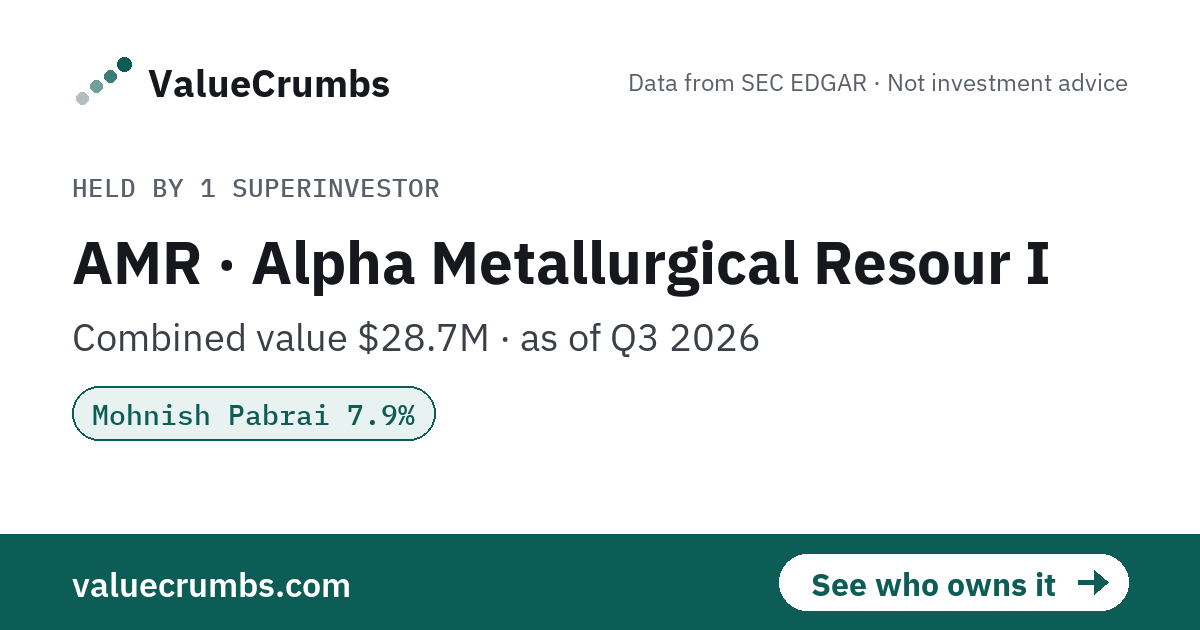 ValueCrumbs
Data from SEC EDGAR · Not investment advice
HELD BY 1 SUPERINVESTOR
AMR · Alpha Metallurgical Resour I
Combined value $28.7M · as of Q3 2026
Mohnish Pabrai 7.9%
valuecrumbs.com
See who owns it →